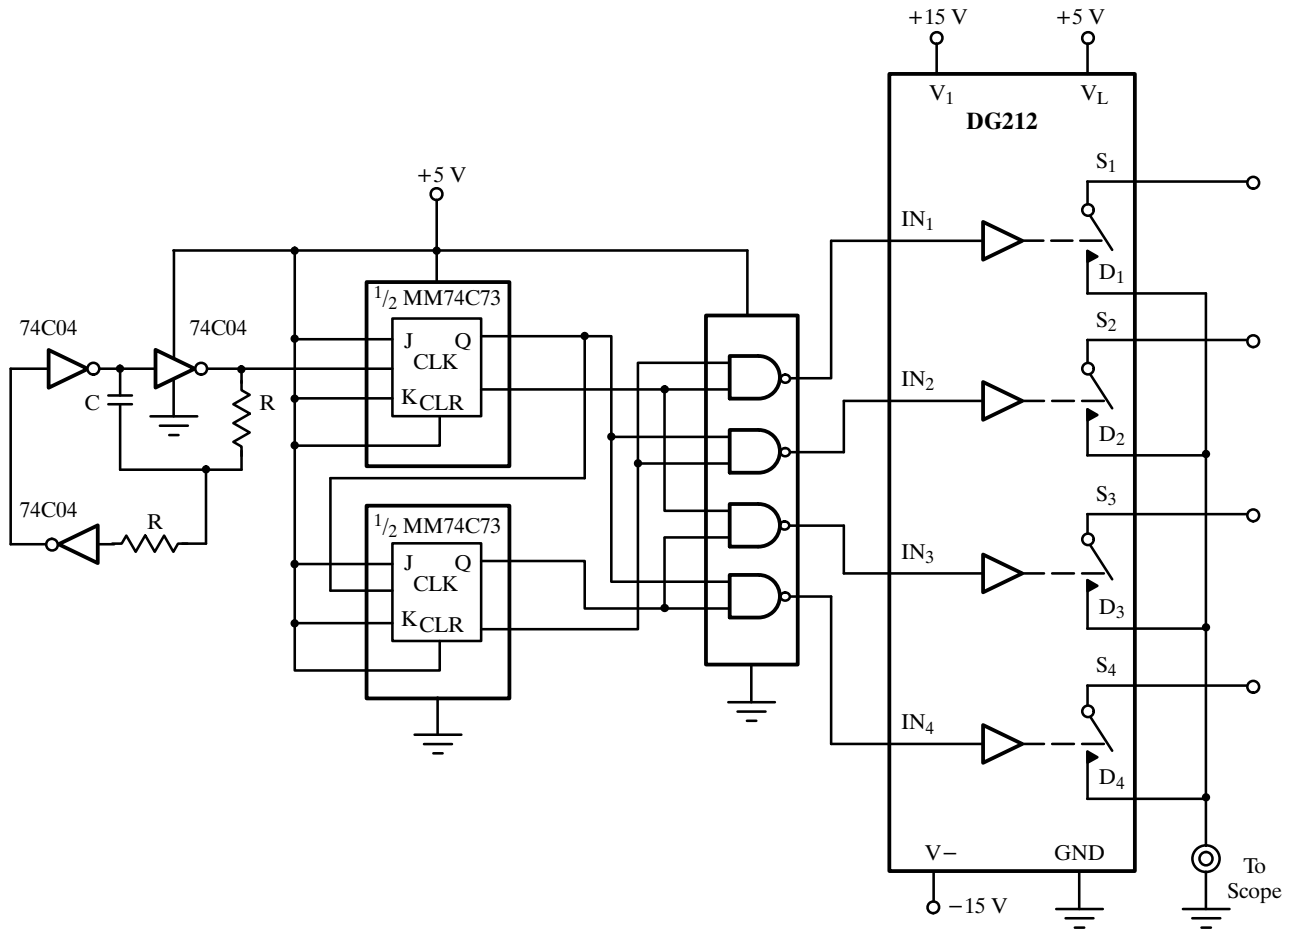 +15 V
+5 V
V1
VL
DG212
+5 V
S1
IN1
D1
1/2 MM74C73
74C04
74C04
J
Q
CLK
K
CLR
C
R
S2
IN2
D2
74C04
R
1/2 MM74C73
J
Q
CLK
K
CLR
S3
IN3
D3
S4
IN4
D4
V−
GND
−15 V
To
Scope